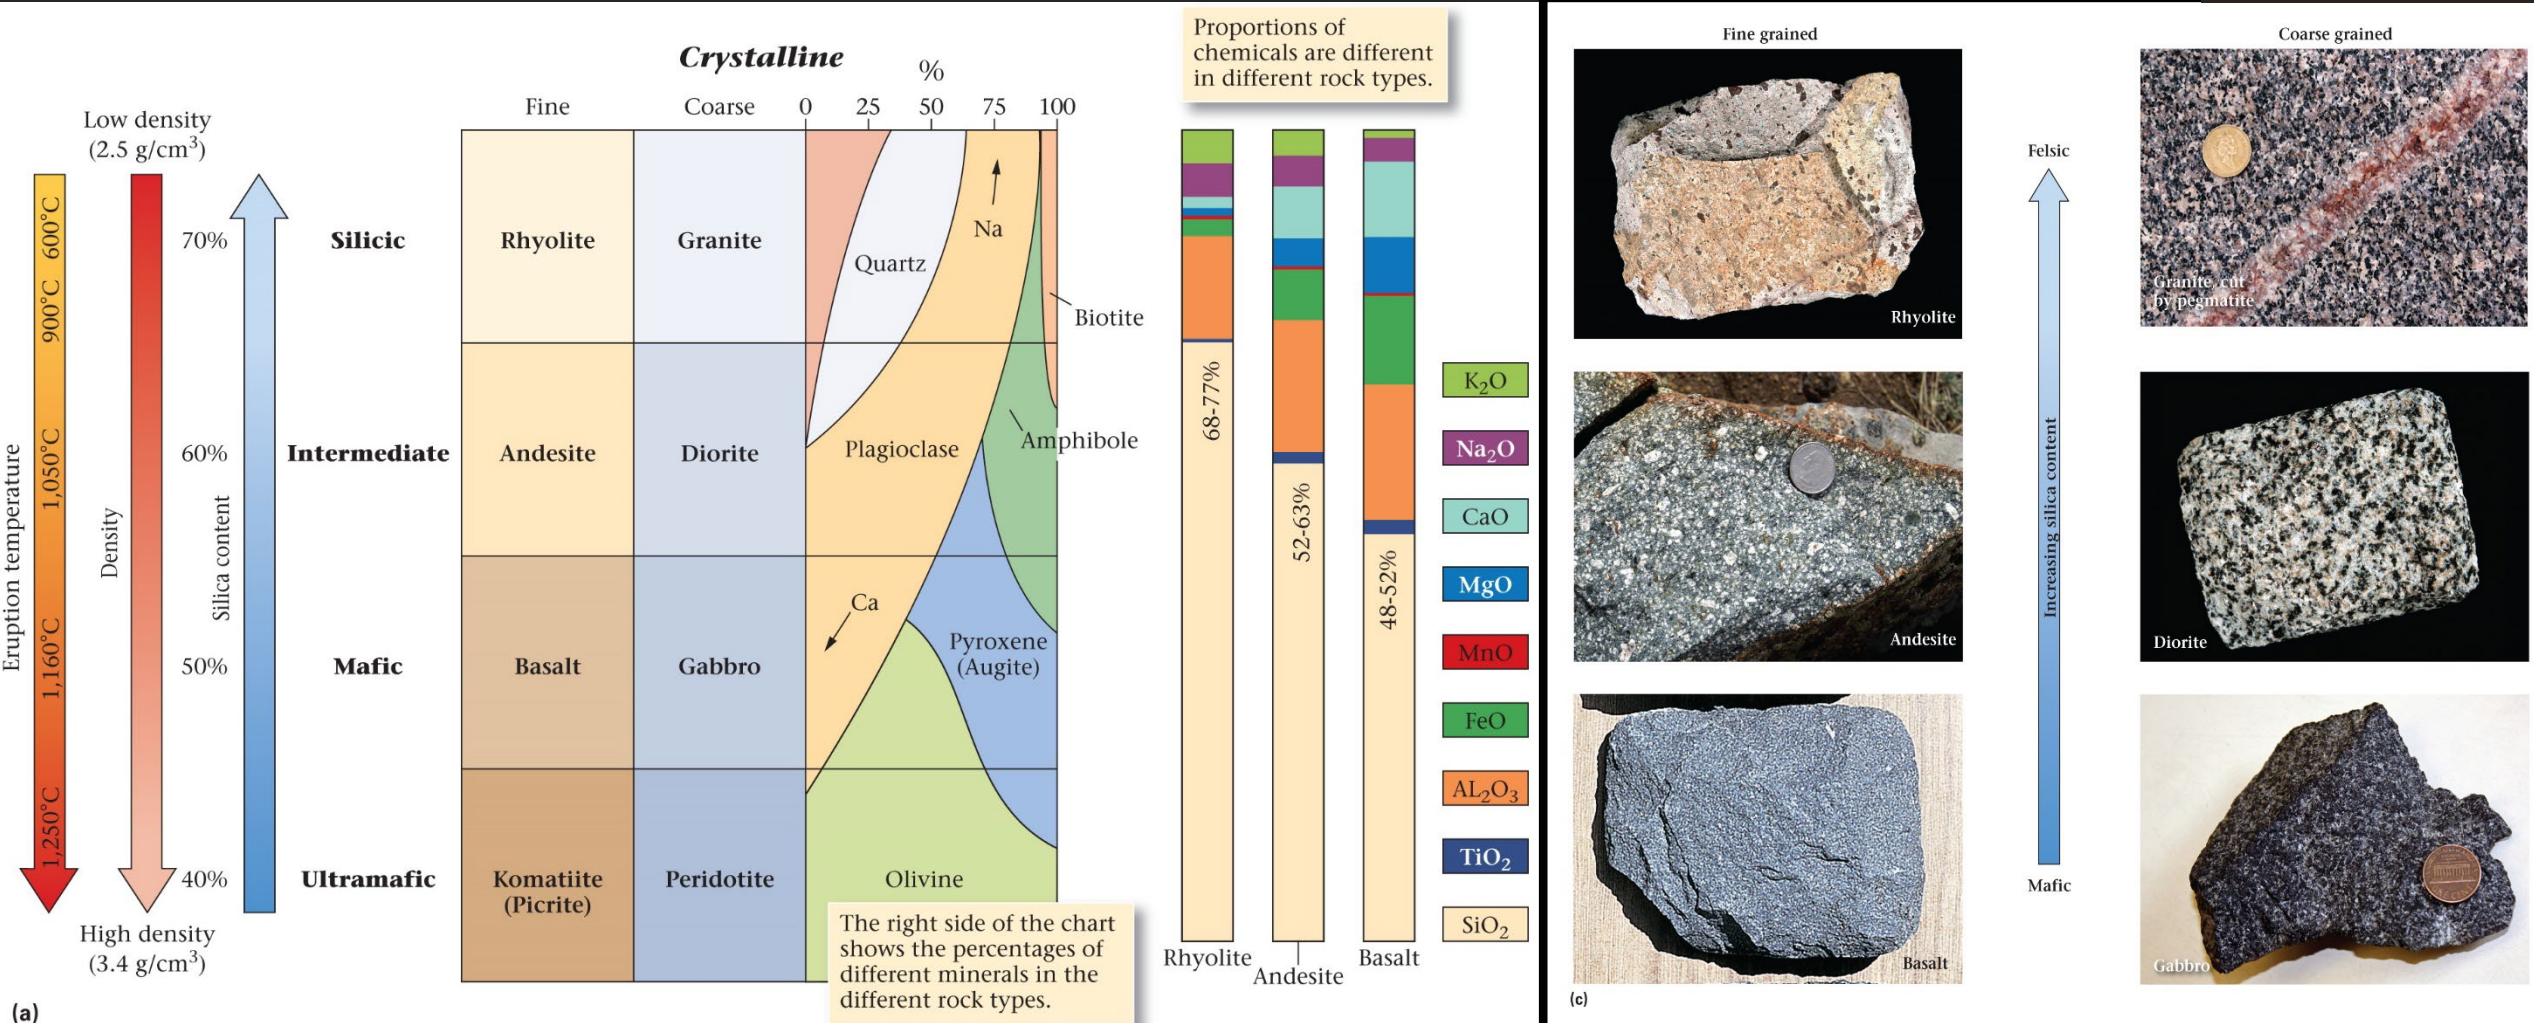 Crystalline
%
Fine
Coarse
0
25
50
75
100
Low density
(2.5 g/cm³)
Eruption temperature
600°C
900°C
1,050°C
1,160°C
1,250°C
Density
Silica content
70%
60%
50%
40%
High density
(3.4 g/cm³)
Silicic
Rhyolite
Granite
Intermediate
Andesite
Diorite
Mafic
Basalt
Gabbro
Ultramafic
Komatiite
(Picrite)
Peridotite
Quartz
Na
Biotite
Plagioclase
Amphibole
Ca
Pyroxene
(Augite)
Olivine
The right side of the chart
shows the percentages of
different minerals in the
different rock types.
(a)
Proportions of
chemicals are different
in different rock types.
68-77%
52-63%
48-52%
Rhyolite
Andesite
Basalt
K₂O
Na₂O
CaO
MgO
MnO
FeO
AL₂O₃
TiO₂
SiO₂
Fine grained
Coarse grained
Rhyolite
Granite, cut
by pegmatite
Felsic
Increasing silica content
Mafic
Andesite
Diorite
Basalt
Gabbro
(c)